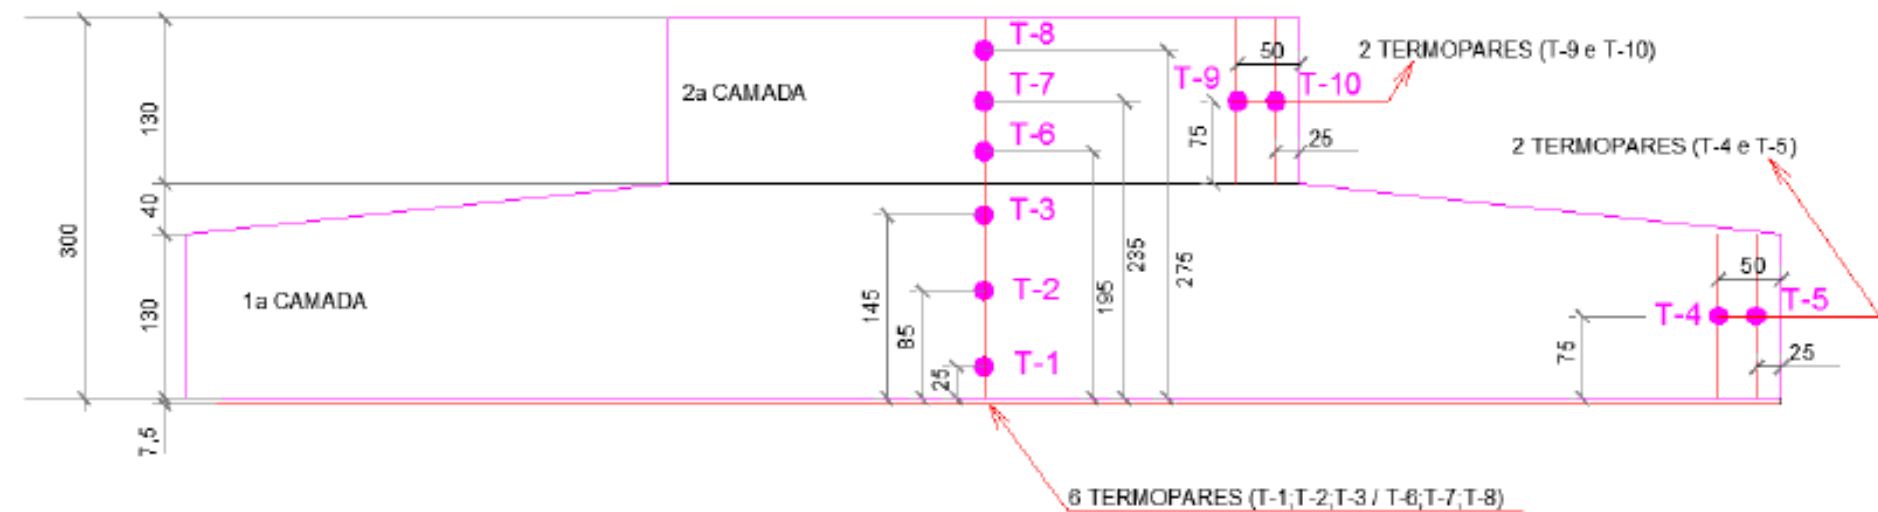 T-8
50
2 TERMOPARES (T-9 e T-10)
T-7
T-9
T-10
2a CAMADA
130
T-6
75
25
2 TERMOPARES (T-4 e T-5)
40
T-3
300
235
275
50
1a CAMADA
T-2
195
145
T-4
T-5
130
85
75
T-1
25
25
7,5
6 TERMOPARES (T-1;T-2;T-3 / T-6;T-7;T-8)